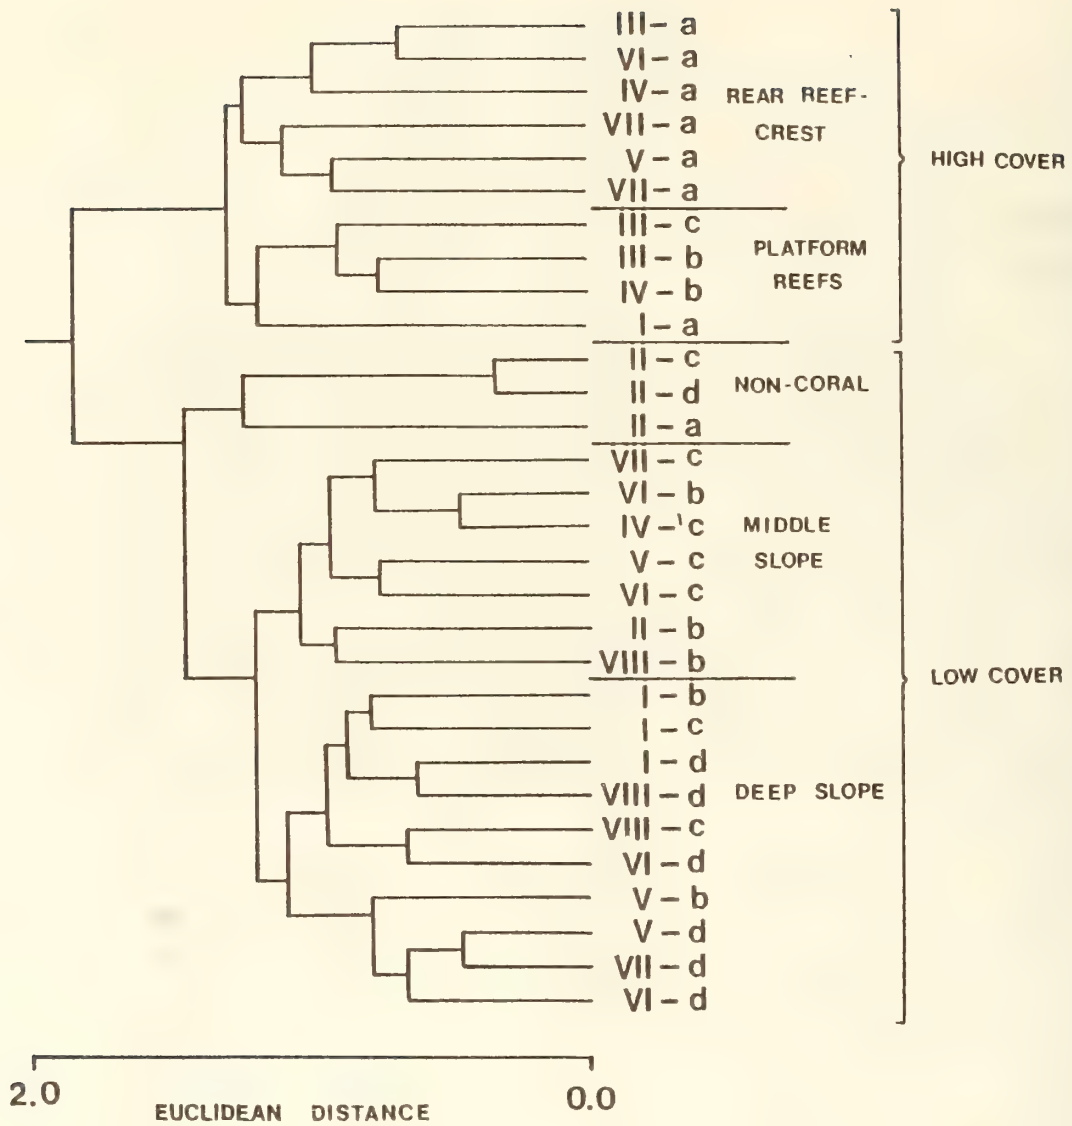 III – a
VI – a
IV – a
REAR REEF-
CREST
VII – a
V – a
VII – a
HIGH COVER
III – c
III – b
PLATFORM
REEFS
IV – b
I – a
II – c
II – d
NON-CORAL
II – a
VII – c
VI – b
IV – c
MIDDLE
SLOPE
V – c
VI – c
II – b
VIII – b
LOW COVER
I – b
I – c
I – d
VIII – d
DEEP SLOPE
VIII – c
VI – d
V – b
V – d
VII – d
VI – d
2.0
0.0
EUCLIDEAN DISTANCE